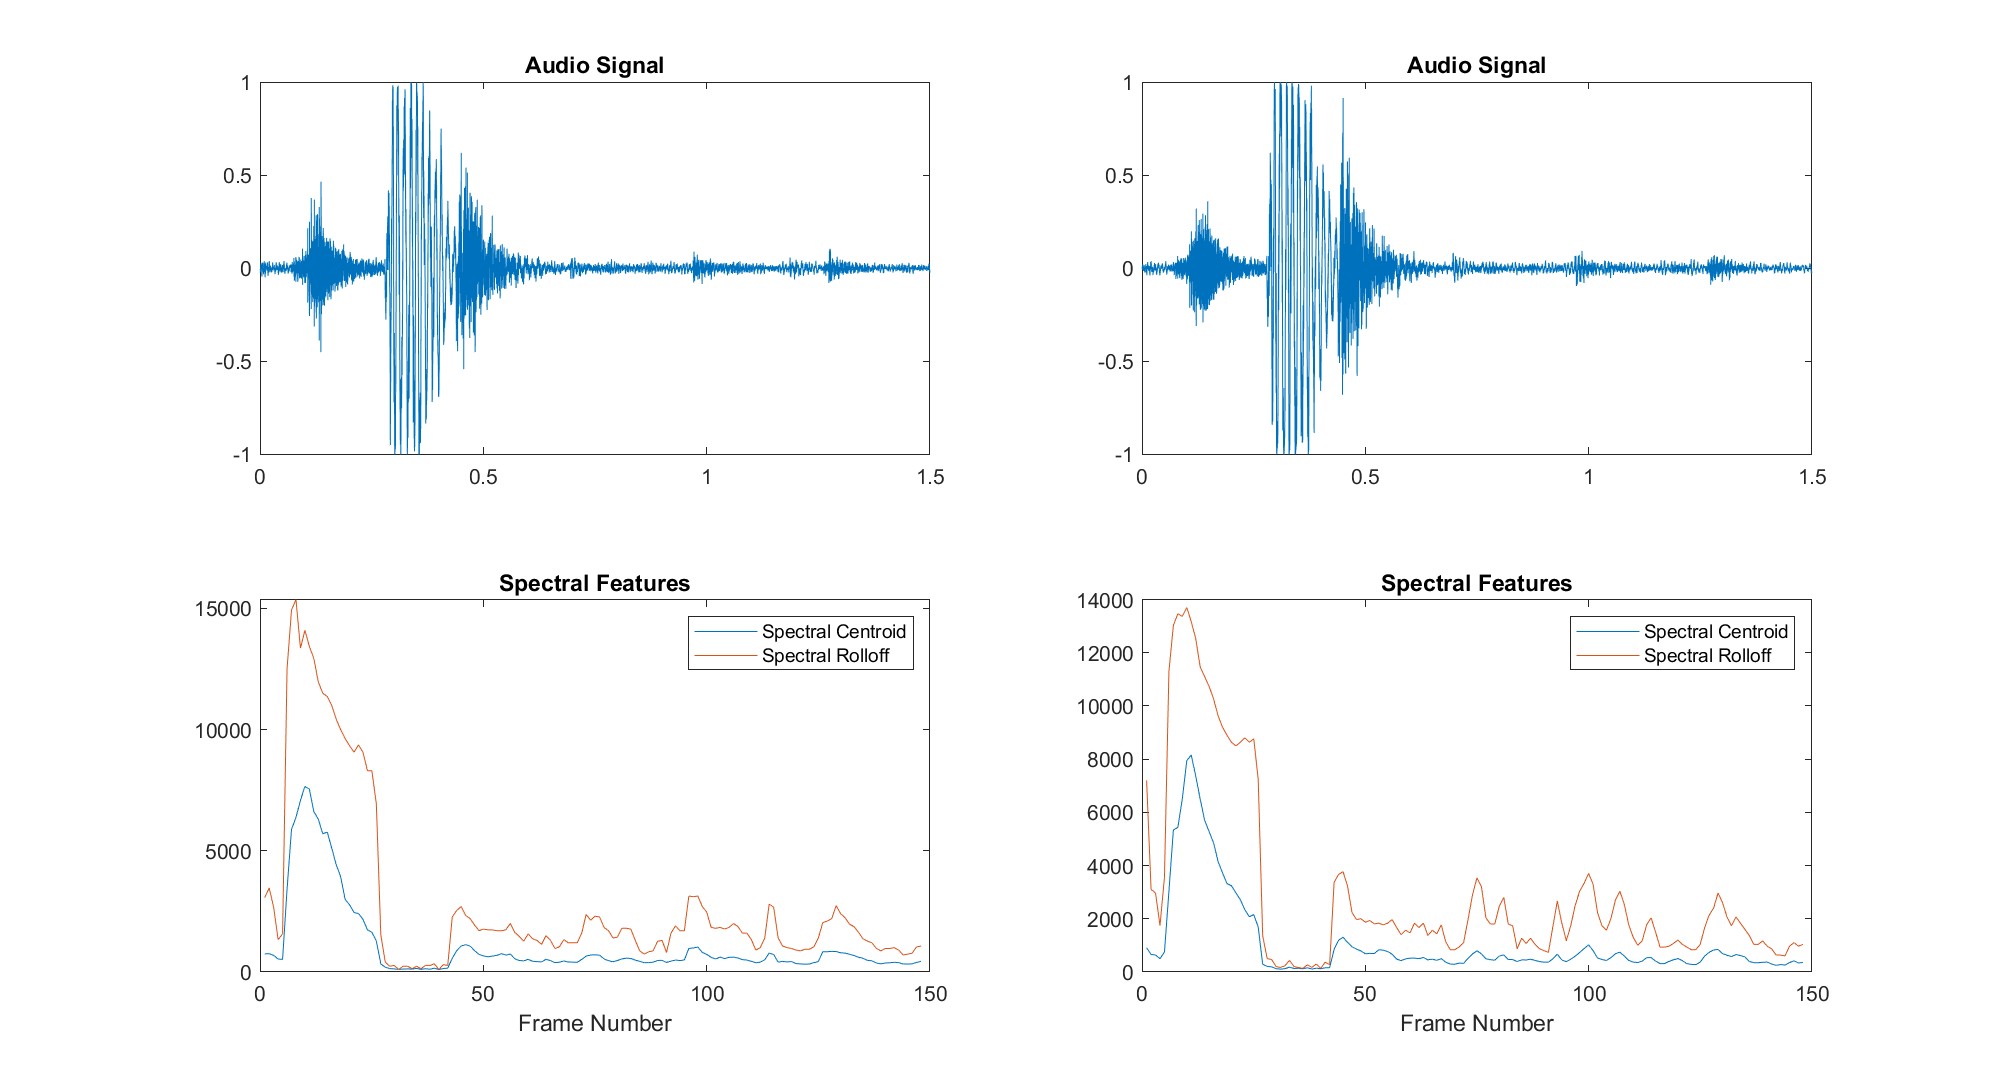 Audio Signal
1
0.5
0
-0.5
-1
0 0.5 1 1.5
Audio Signal
1
0.5
0
-0.5
-1
0 0.5 1 1.5
Spectral Features
15000
10000
5000
0
Spectral Centroid
Spectral Rolloff
0 50 100 150
Frame Number
Spectral Features
14000
12000
10000
8000
6000
4000
2000
0
Spectral Centroid
Spectral Rolloff
0 50 100 150
Frame Number